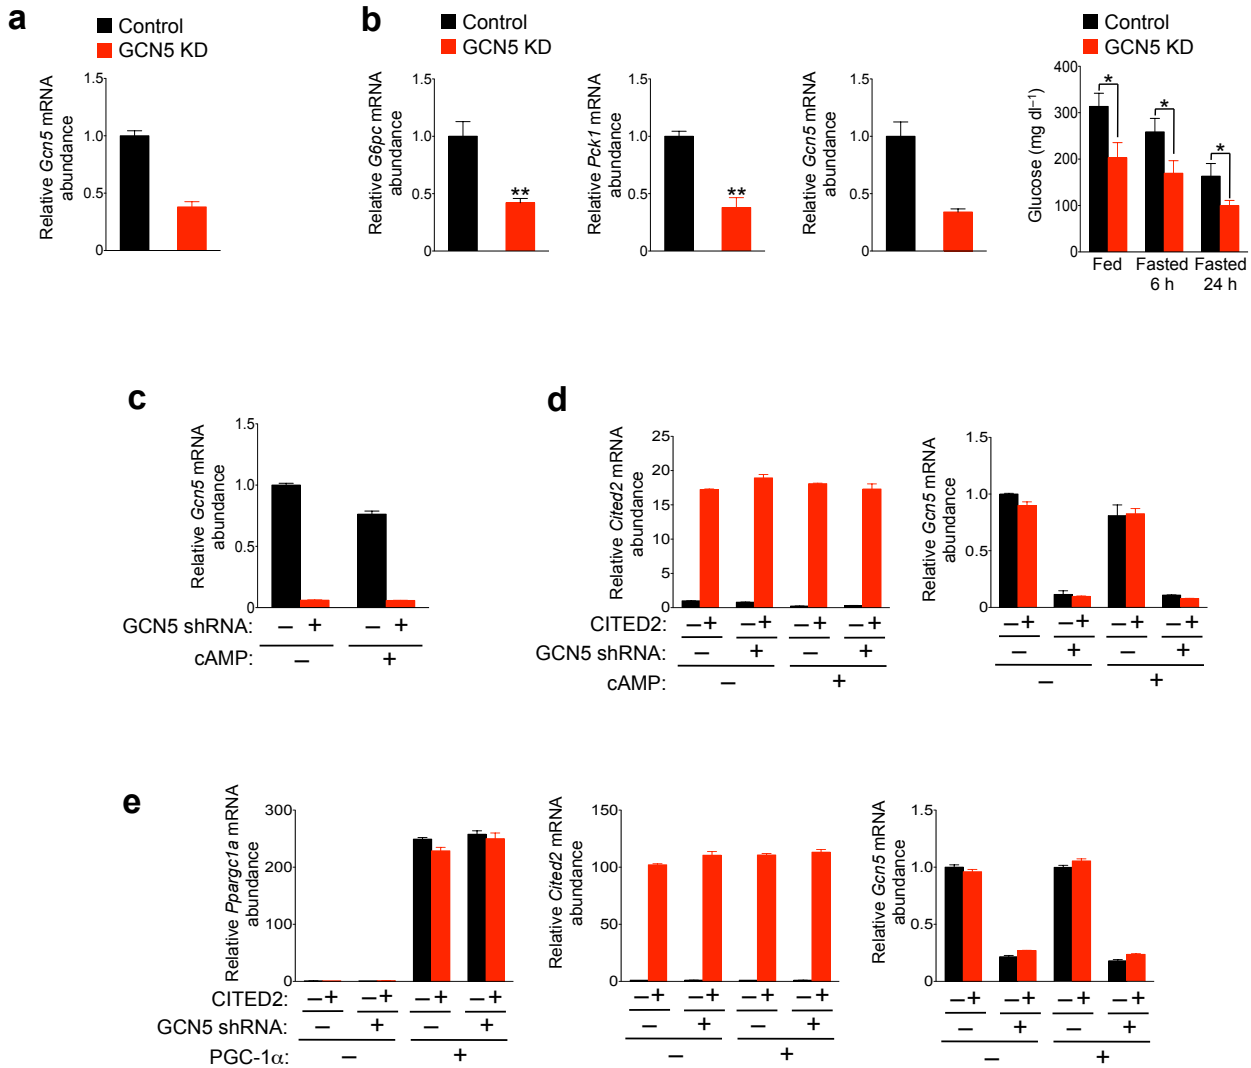 a
Control
GCN5 KD
Relative Gcn5 mRNA
abundance
1.5
1.0
0.5
0
b
Control
GCN5 KD
Relative G6pc mRNA
abundance
1.5
1.0
0.5
0
**
Relative Pck1 mRNA
abundance
1.5
1.0
0.5
0
**
Relative Gcn5 mRNA
abundance
1.5
1.0
0.5
0
Control
GCN5 KD
Glucose (mg dl–1)
400
300
200
100
0
* * *
Fed Fasted Fasted
6 h 24 h
c
Relative Gcn5 mRNA
abundance
1.5
1.0
0.5
0
GCN5 shRNA: – + – +
cAMP: – +
d
Relative Cited2 mRNA
abundance
25
20
15
10
5
0
CITED2: – + – + – + – +
GCN5 shRNA: – + – +
cAMP: – +
Relative Gcn5 mRNA
abundance
1.5
1.0
0.5
0
– + – + – + – +
– + – +
– +
e
Relative Ppargc1a mRNA
abundance
300
200
100
0
CITED2: – + – + – + – +
GCN5 shRNA: – + – +
PGC-1α: – +
Relative Cited2 mRNA
abundance
150
100
50
0
– + – + – + – +
– + – +
– +
Relative Gcn5 mRNA
abundance
1.5
1.0
0.5
0
– + – + – + – +
– + – +
– +